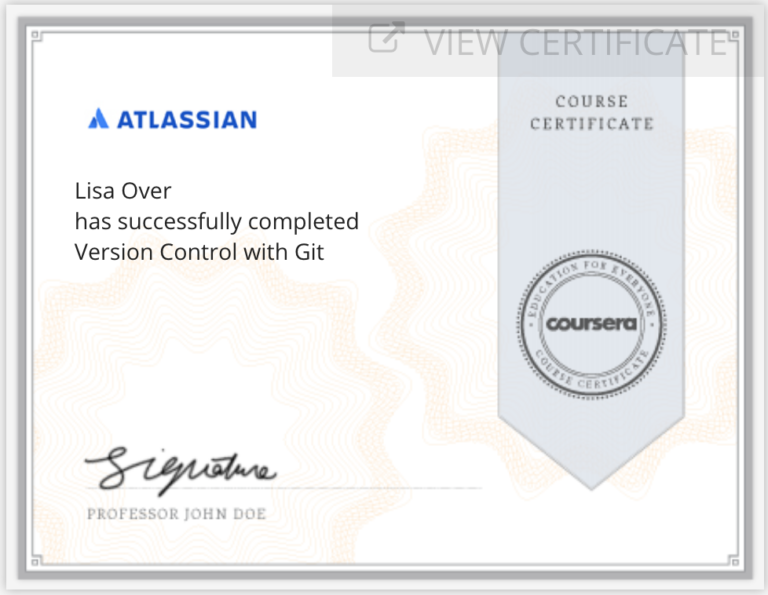 VIEW CERTIFICATE
COURSE
CERTIFICATE
ATLASSIAN
Lisa Over
has successfully completed
Version Control with Git
EDUCATION FOR EVERYONE
coursera
COURSE CERTIFICATE
Signature
PROFESSOR JOHN DOE